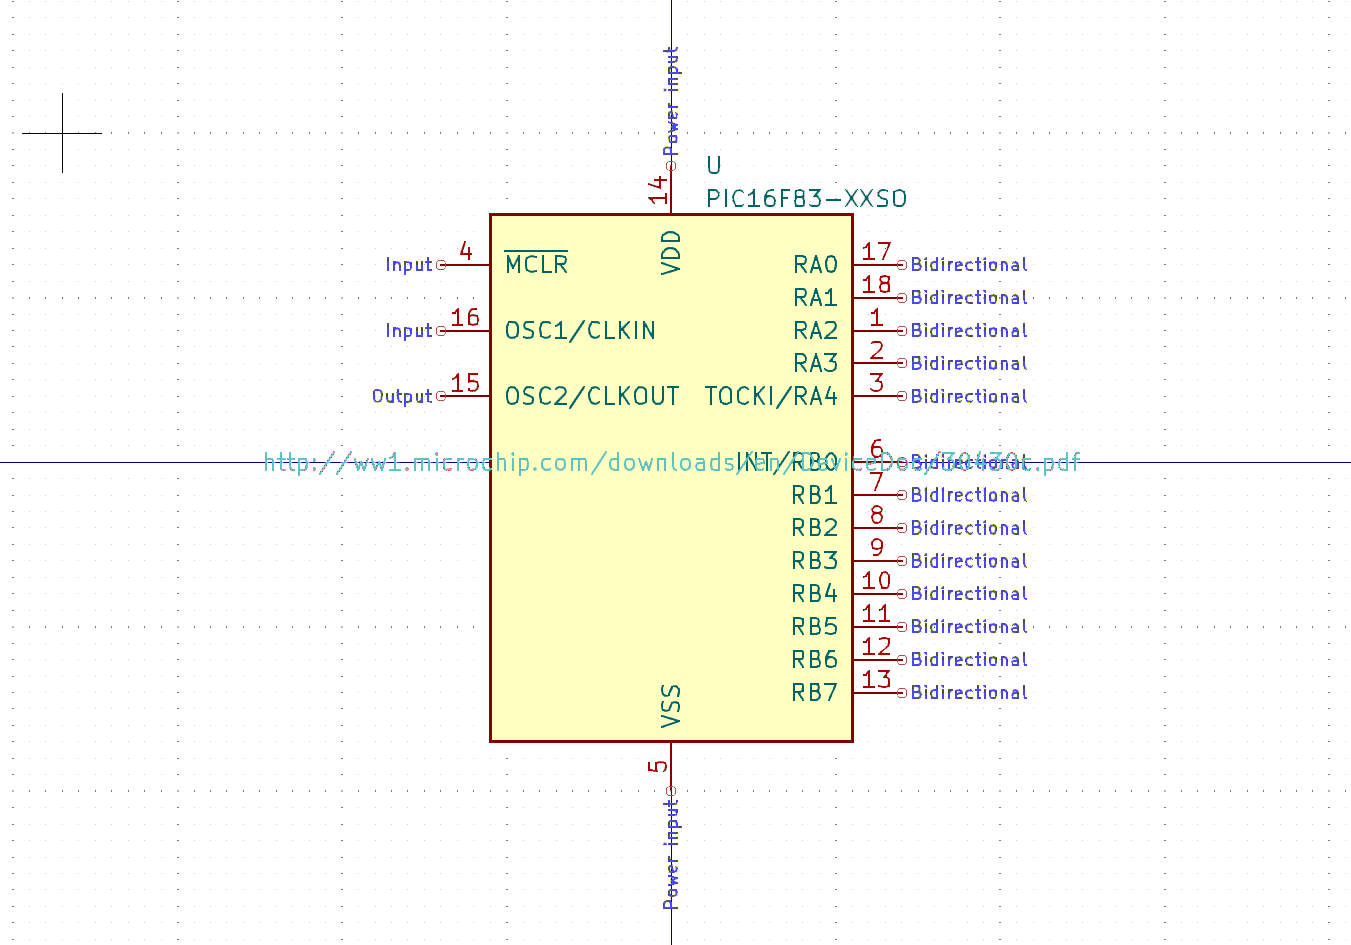 Power input
14
U
PIC16F83-XXSO
VDD
Input 4 MCLR
RA0 17 Bidirectional
RA1 18 Bidirectional
Input 16 OSC1/CLKIN
RA2 1 Bidirectional
RA3 2 Bidirectional
Output 15 OSC2/CLKOUT
TOCKI/RA4 3 Bidirectional
http://ww1.microchip.com/downloads/en/DeviceDoc/30430c.pdf
INT/RB0 6 Bidirectional
RB1 7 Bidirectional
RB2 8 Bidirectional
RB3 9 Bidirectional
RB4 10 Bidirectional
RB5 11 Bidirectional
RB6 12 Bidirectional
RB7 13 Bidirectional
VSS
5
Power input